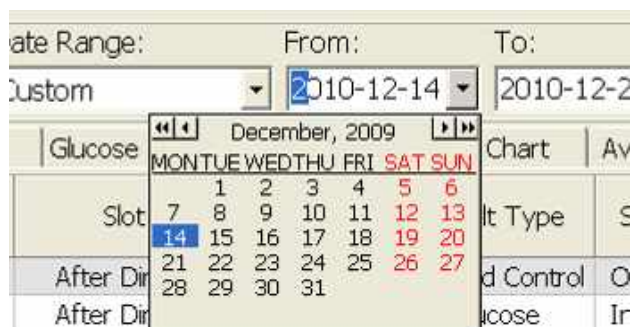 ate Range: From: To:
Custom 2010-12-14 2010-12-2
Glucose Chart Av
December, 2009
MON TUE WED THU FRI SAT SUN
1 2 3 4 5 6
Slot 7 8 9 10 11 12 13 lt Type S
14 15 16 17 18 19 20
21 22 23 24 25 26 27
After Din d Control O
28 29 30 31
After Din ucose In